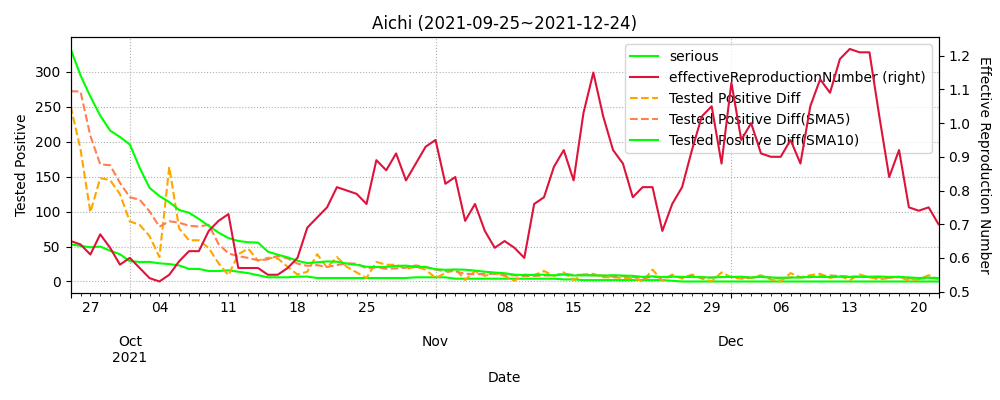 Aichi (2021-09-25~2021-12-24)
serious
effectiveReproductionNumber (right)
Tested Positive Diff
Tested Positive Diff(SMA5)
Tested Positive Diff(SMA10)
Tested Positive
300
250
200
150
100
50
0
1.2
1.1
1.0
0.9
0.8
0.7
0.6
0.5
Effective Reproduction Number
27 04 11 18 25 08 15 22 29 06 13 20
Oct Nov Dec
2021
Date